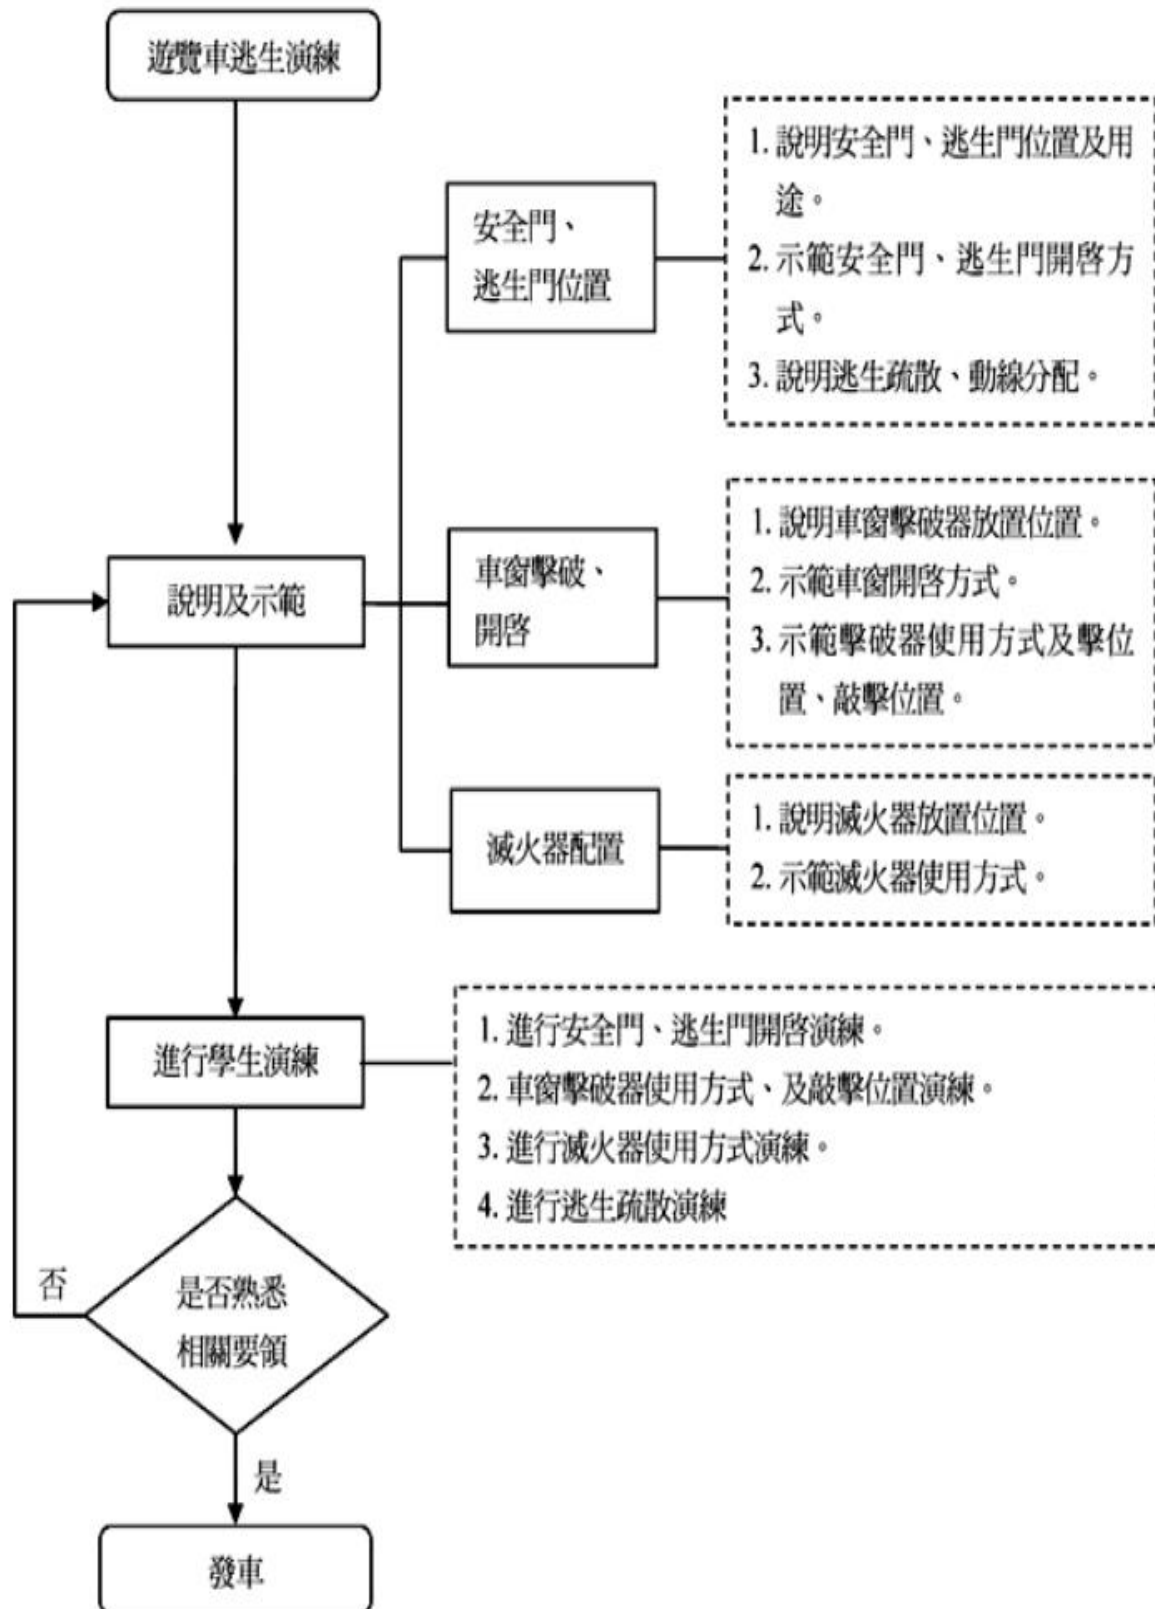 遊覽車逃生演練
安全門、
逃生門位置
1. 說明安全門、逃生門位置及用
途。
2. 示範安全門、逃生門開啓方
式。
3. 說明逃生疏散、動線分配。
說明及示範
車窗擊破、
開啓
1. 說明車窗擊破器放置位置。
2. 示範車窗開啓方式。
3. 示範擊破器使用方式及擊位
置、敲擊位置。
滅火器配置
1. 說明滅火器放置位置。
2. 示範滅火器使用方式。
進行學生演練
1. 進行安全門、逃生門開啓演練。
2. 車窗擊破器使用方式、及敲擊位置演練。
3. 進行滅火器使用方式演練。
4. 進行逃生疏散演練
否
是否熟悉
相關要領
是
發車